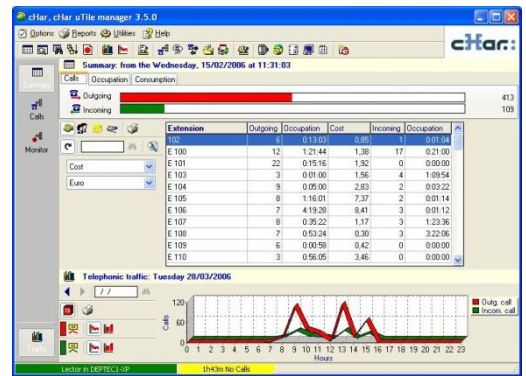 cHar, cHar uTile manager 3.5.0
Options Reports Utilities Help
cHar:
Summary: from the Wednesday, 15/02/2006 at 11:31:03
Summary
Calls Occupation Consumption
Outgoing 413
Incoming 109
Calls
Monitor
Extension Outgoing Occupation Cost Incoming Occupation
102 6 0:13:03 0,85 1 0:01:04
E 100 12 1:21:44 1,38 17 0:21:00
E 101 22 0:15:16 1,92 0 0:00:00
E 103 3 0:01:00 1,56 4 1:09:54
E 104 9 0:05:00 2,83 2 0:03:22
E 105 8 1:16:01 7,37 2 0:01:14
E 106 7 4:19:28 8,41 3 0:01:12
E 107 8 0:35:22 1,17 3 1:23:36
E 108 7 0:53:24 0,30 3 3:22:06
E 109 6 0:00:58 0,42 0 0:00:00
E 110 3 0:56:05 3,46 0 0:00:00
Cost
Euro
Telephonic traffic: Tuesday 28/03/2006
/ /
120
60
0
Calls
0 1 2 3 4 5 6 7 8 9 10 11 12 13 14 15 16 17 18 19 20 21 22 23
Hours
Outg. call
Incom. call
Traffic
Lector in DEPTEC1-XP
1h43m No Calls